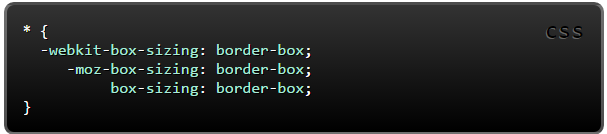 * {
CSS
  -webkit-box-sizing: border-box;
     -moz-box-sizing: border-box;
          box-sizing: border-box;
}